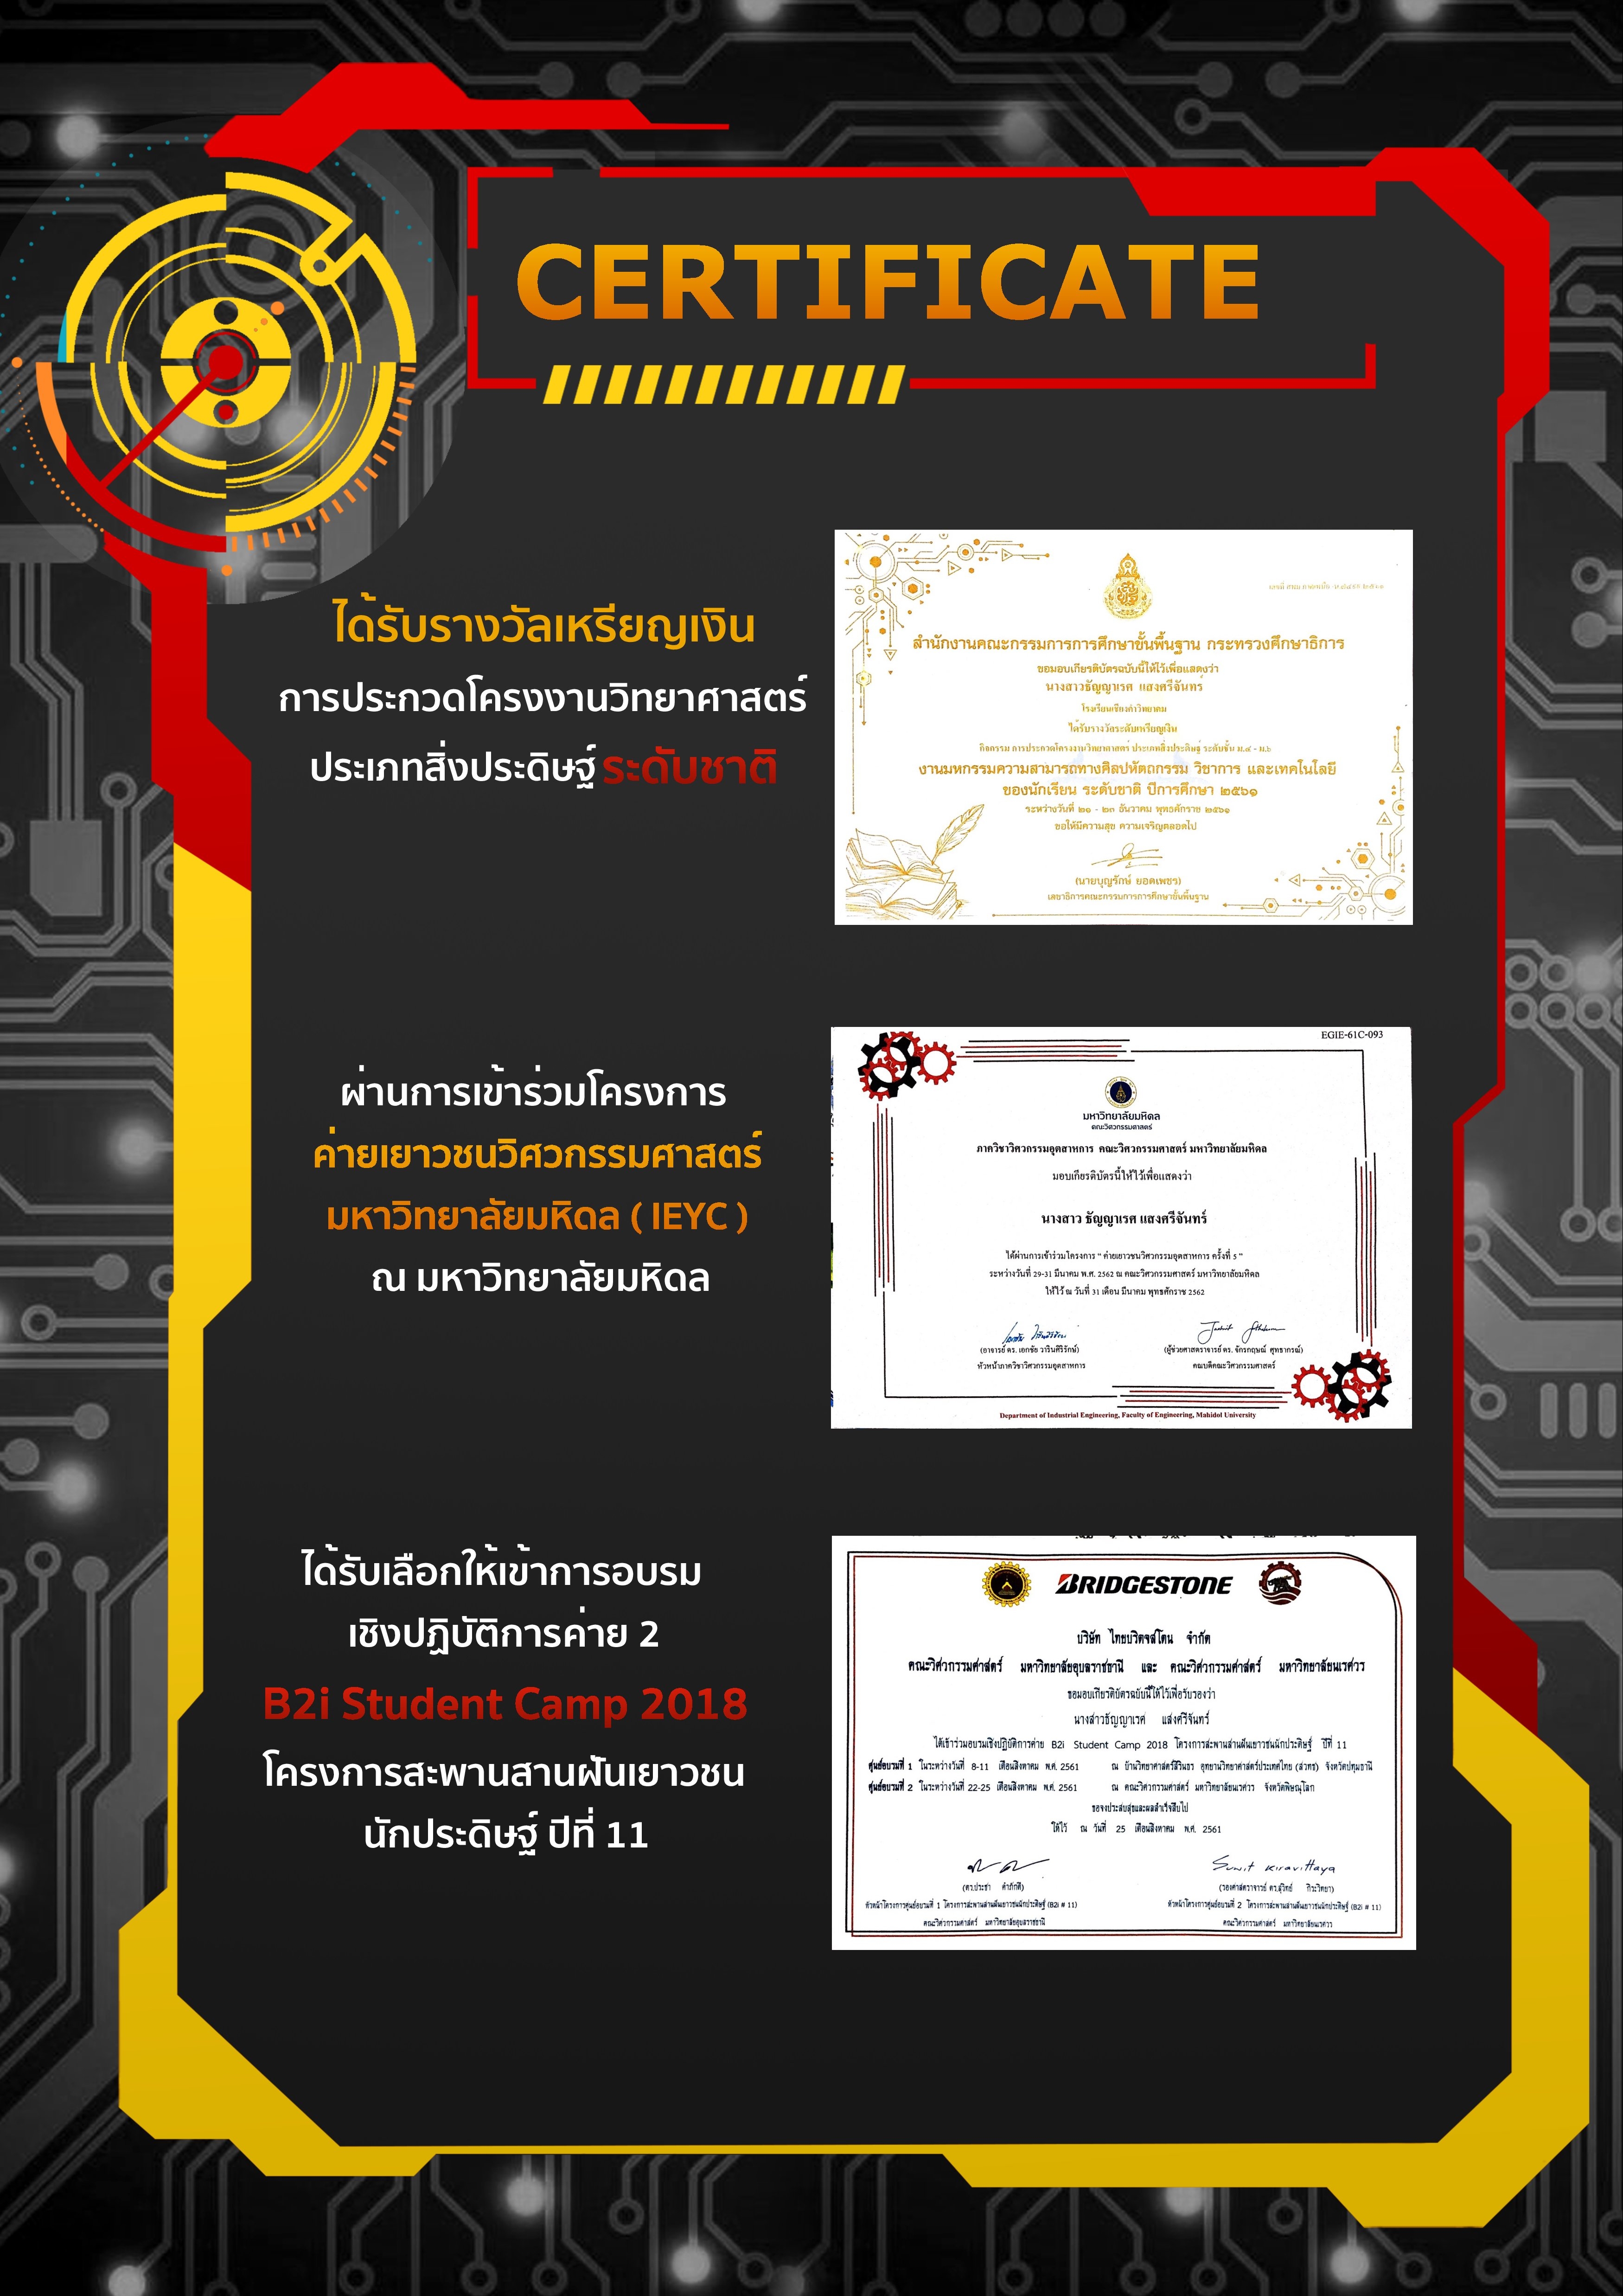 CERTIFICATE
ได้รับรางวัลเหรียญเงิน
การประกวดโครงงานวิทยาศาสตร์
ประเภทสิ่งประดิษฐ์ระดับชาติ
สำนักงานคณะกรรมการการศึกษาขั้นพื้นฐาน กระทรวงศึกษาธิการ
ขอมอบเกียรติบัตรฉบับนี้ให้ไว้เพื่อแสดงว่า
นางสาวธัญญาเรศ แสงศรีจันทร์
โรงเรียนเชียงคำวิทยาคม
ได้รับรางวัลระดับเหรียญเงิน
กิจกรรม การประกวดโครงงานวิทยาศาสตร์ ประเภทสิ่งประดิษฐ์ ระดับชั้น ม.๔ - ม.๖
งานมหกรรมความสามารถทางศิลปหัตถกรรม วิชาการ และเทคโนโลยี
ของนักเรียน ระดับชาติ ปีการศึกษา ๒๕๖๑
ระหว่างวันที่ ๒๑ - ๒๓ ธันวาคม พุทธศักราช ๒๕๖๑
ขอให้มีความสุข ความเจริญตลอดไป
(นายบุญรักษ์ ยอดเพชร)
เลขาธิการคณะกรรมการการศึกษาขั้นพื้นฐาน
ผ่านการเข้าร่วมโครงการ
ค่ายเยาวชนวิศวกรรมศาสตร์
มหาวิทยาลัยมหิดล ( IEYC )
ณ มหาวิทยาลัยมหิดล
EGIE-61C-093
มหาวิทยาลัยมหิดล
คณะวิศวกรรมศาสตร์
ภาควิชาวิศวกรรมอุตสาหการ คณะวิศวกรรมศาสตร์ มหาวิทยาลัยมหิดล
มอบเกียรติบัตรนี้ให้ไว้เพื่อแสดงว่า
นางสาว ธัญญาเรศ แสงศรีจันทร์
ได้ผ่านการเข้าร่วมโครงการ " ค่ายเยาวชนวิศวกรรมอุตสาหการ ครั้งที่ 5 "
ระหว่างวันที่ 29-31 มีนาคม พ.ศ. 2562 ณ คณะวิศวกรรมศาสตร์ มหาวิทยาลัยมหิดล
ให้ไว้ ณ วันที่ 31 เดือน มีนาคม พุทธศักราช 2562
(อาจารย์ ดร. เอกชัย วารินศิริรักษ์)
หัวหน้าภาควิชาวิศวกรรมอุตสาหการ
(ผู้ช่วยศาสตราจารย์ ดร. จักรกฤษณ์ ศุทธากรณ์)
คณบดีคณะวิศวกรรมศาสตร์
Department of Industrial Engineering, Faculty of Engineering, Mahidol University
ได้รับเลือกให้เข้าการอบรม
เชิงปฏิบัติการค่าย 2
B2i Student Camp 2018
โครงการสะพานสานฝันเยาวชน
นักประดิษฐ์ ปีที่ 11
BRIDGESTONE
บริษัท ไทยบริดจสโตน จำกัด
คณะวิศวกรรมศาสตร์ มหาวิทยาลัยอุบลราชธานี และ คณะวิศวกรรมศาสตร์ มหาวิทยาลัยนเรศวร
ขอมอบเกียรติบัตรฉบับนี้ให้ไว้เพื่อรับรองว่า
นางสาวธัญญาเรศ แสงศรีจันทร์
ได้เข้าร่วมอบรมเชิงปฏิบัติการค่าย B2i Student Camp 2018 โครงการสะพานสานฝันเยาวชนนักประดิษฐ์ ปีที่ 11
ศูนย์อบรมที่ 1 ในระหว่างวันที่ 8-11 เดือนสิงหาคม พ.ศ. 2561 ณ บ้านวิทยาศาสตร์สิรินธร อุทยานวิทยาศาสตร์ประเทศไทย (สวทช) จังหวัดปทุมธานี
ศูนย์อบรมที่ 2 ในระหว่างวันที่ 22-25 เดือนสิงหาคม พ.ศ. 2561 ณ คณะวิศวกรรมศาสตร์ มหาวิทยาลัยนเรศวร จังหวัดพิษณุโลก
ขอจงประสบสุขและผลสำเร็จสืบไป
ให้ไว้ ณ วันที่ 25 เดือนสิงหาคม พ.ศ. 2561
Sunit Kiravittaya
(ดร.ประชา คำภักดี)
หัวหน้าโครงการศูนย์อบรมที่ 1 โครงการสะพานสานฝันเยาวชนนักประดิษฐ์ (B2i # 11)
คณะวิศวกรรมศาสตร์ มหาวิทยาลัยอุบลราชธานี
(รองศาสตราจารย์ ดร.สุวิทย์ กิระวิทยา)
หัวหน้าโครงการศูนย์อบรมที่ 2 โครงการสะพานสานฝันเยาวชนนักประดิษฐ์ (B2i # 11)
คณะวิศวกรรมศาสตร์ มหาวิทยาลัยนเรศวร